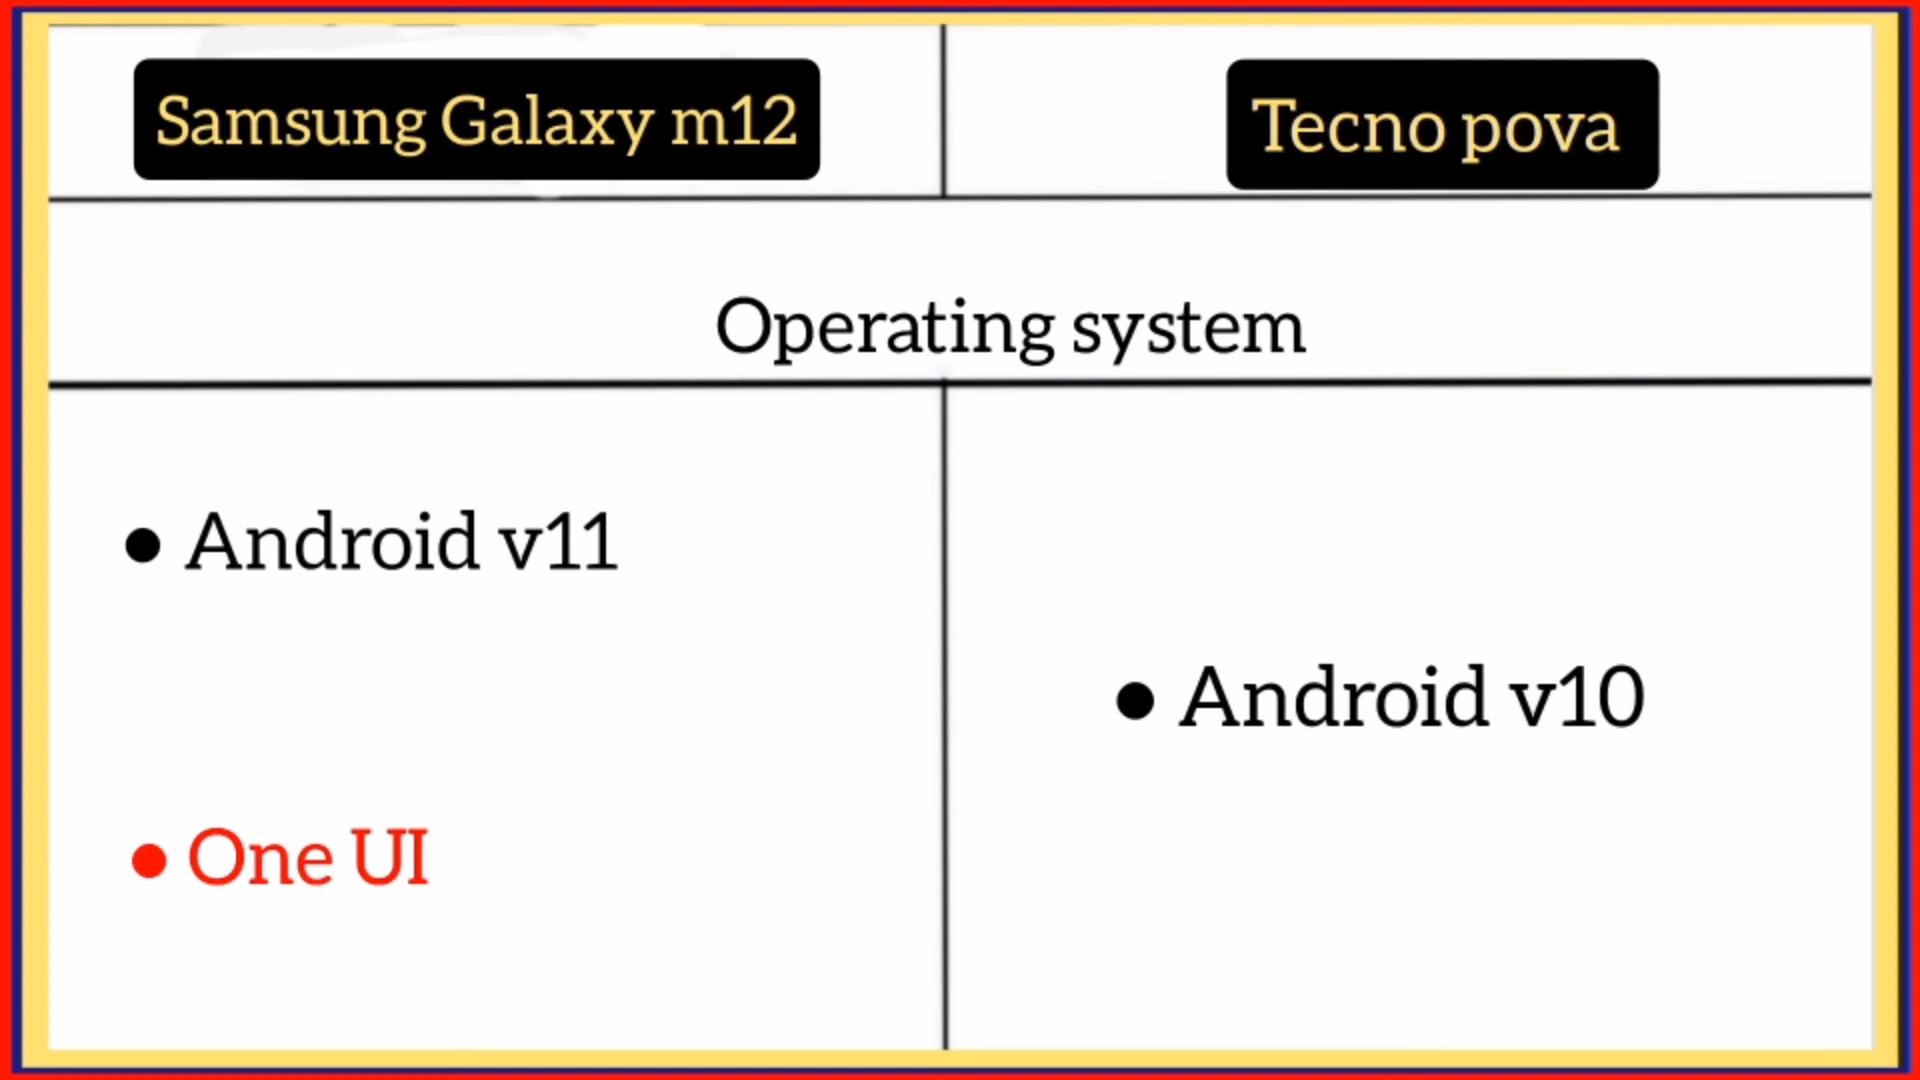 Samsung Galaxy m12
Tecno pova
Operating system
• Android v11
• Android v10
• One UI